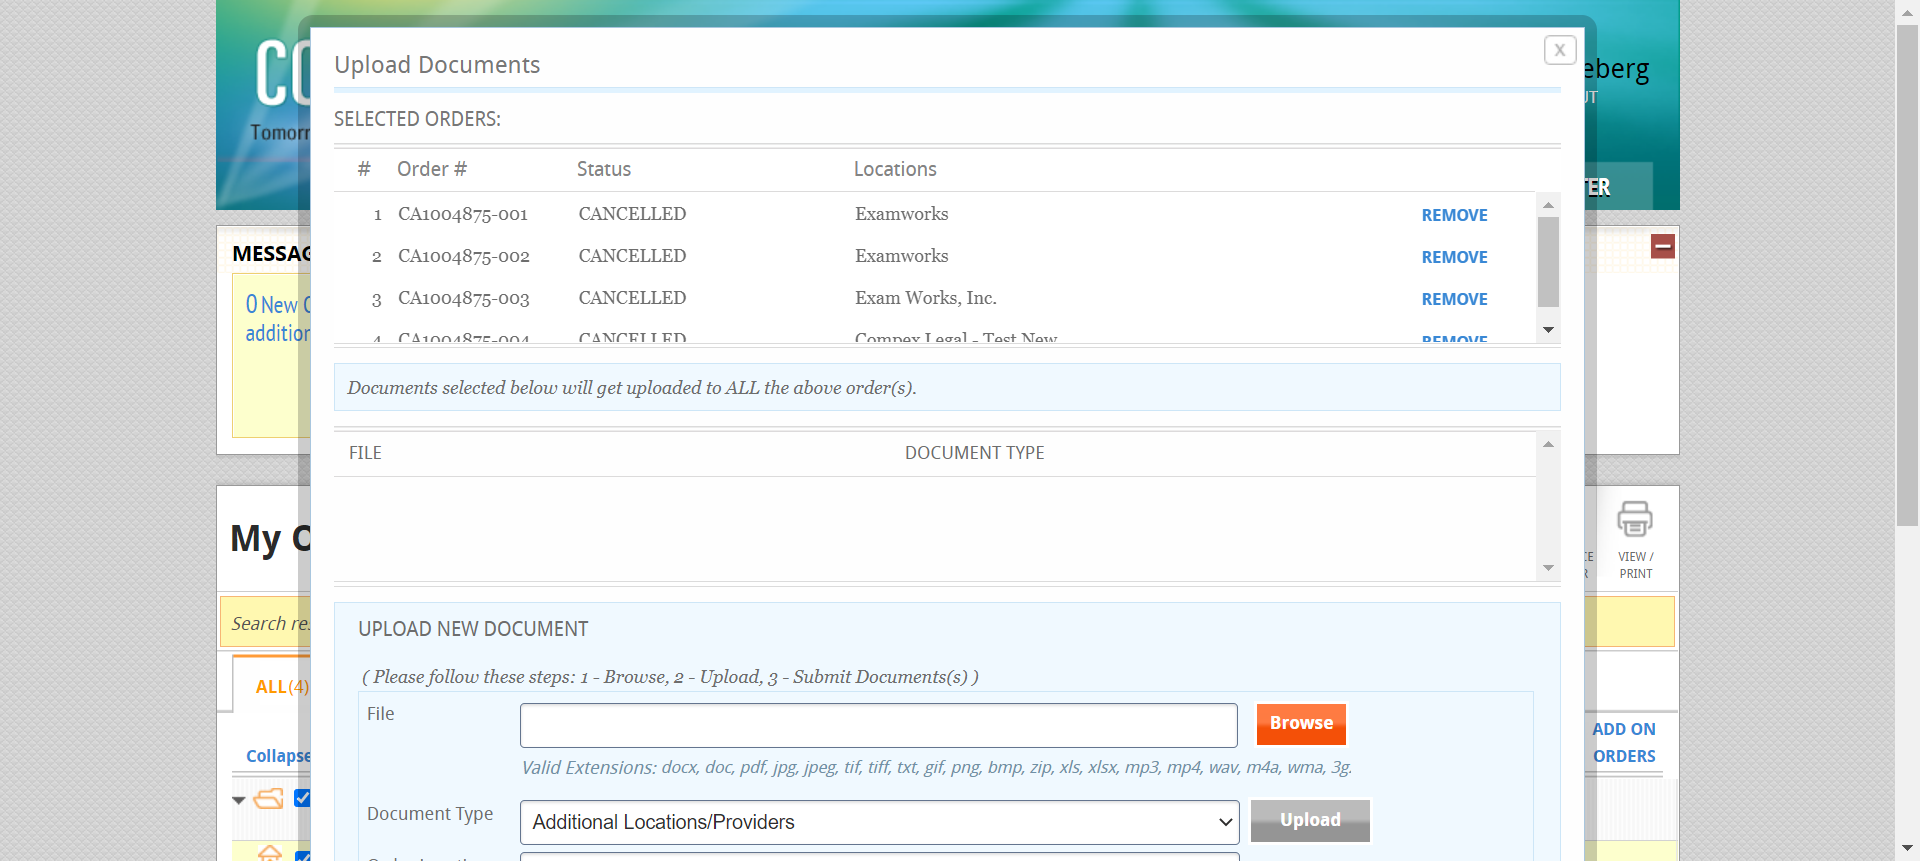 Upload Documents
X
SELECTED ORDERS:
# Order # Status Locations
1 CA1004875-001 CANCELLED Examworks REMOVE
2 CA1004875-002 CANCELLED Examworks REMOVE
3 CA1004875-003 CANCELLED Exam Works, Inc. REMOVE
4 CA1004875-004 CANCELLED Compex Legal - Test New REMOVE
Documents selected below will get uploaded to ALL the above order(s).
FILE DOCUMENT TYPE
UPLOAD NEW DOCUMENT
( Please follow these steps: 1 - Browse, 2 - Upload, 3 - Submit Documents(s) )
File Browse
Valid Extensions: docx, doc, pdf, jpg, jpeg, tif, tiff, txt, gif, png, bmp, zip, xls, xlsx, mp3, mp4, wav, m4a, wma, 3g.
Document Type Additional Locations/Providers Upload
CO
Tomorr
eberg
UT
TER
MESSAG
0 New
addition
My O
VIEW /
PRINT
Search res
ALL(4)
Collapse
ADD ON
ORDERS